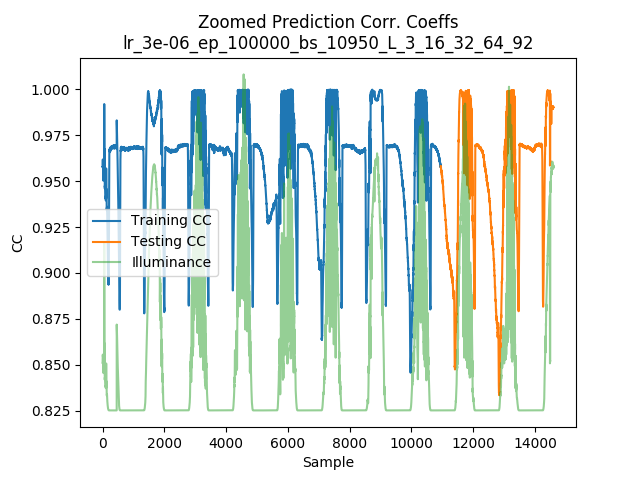 Zoomed Prediction Corr. Coeffs
lr_3e-06_ep_100000_bs_10950_L_3_16_32_64_92
1.000
0.975
0.950
0.925
0.900
0.875
0.850
0.825
CC
Training CC
Testing CC
Illuminance
0 2000 4000 6000 8000 10000 12000 14000
Sample